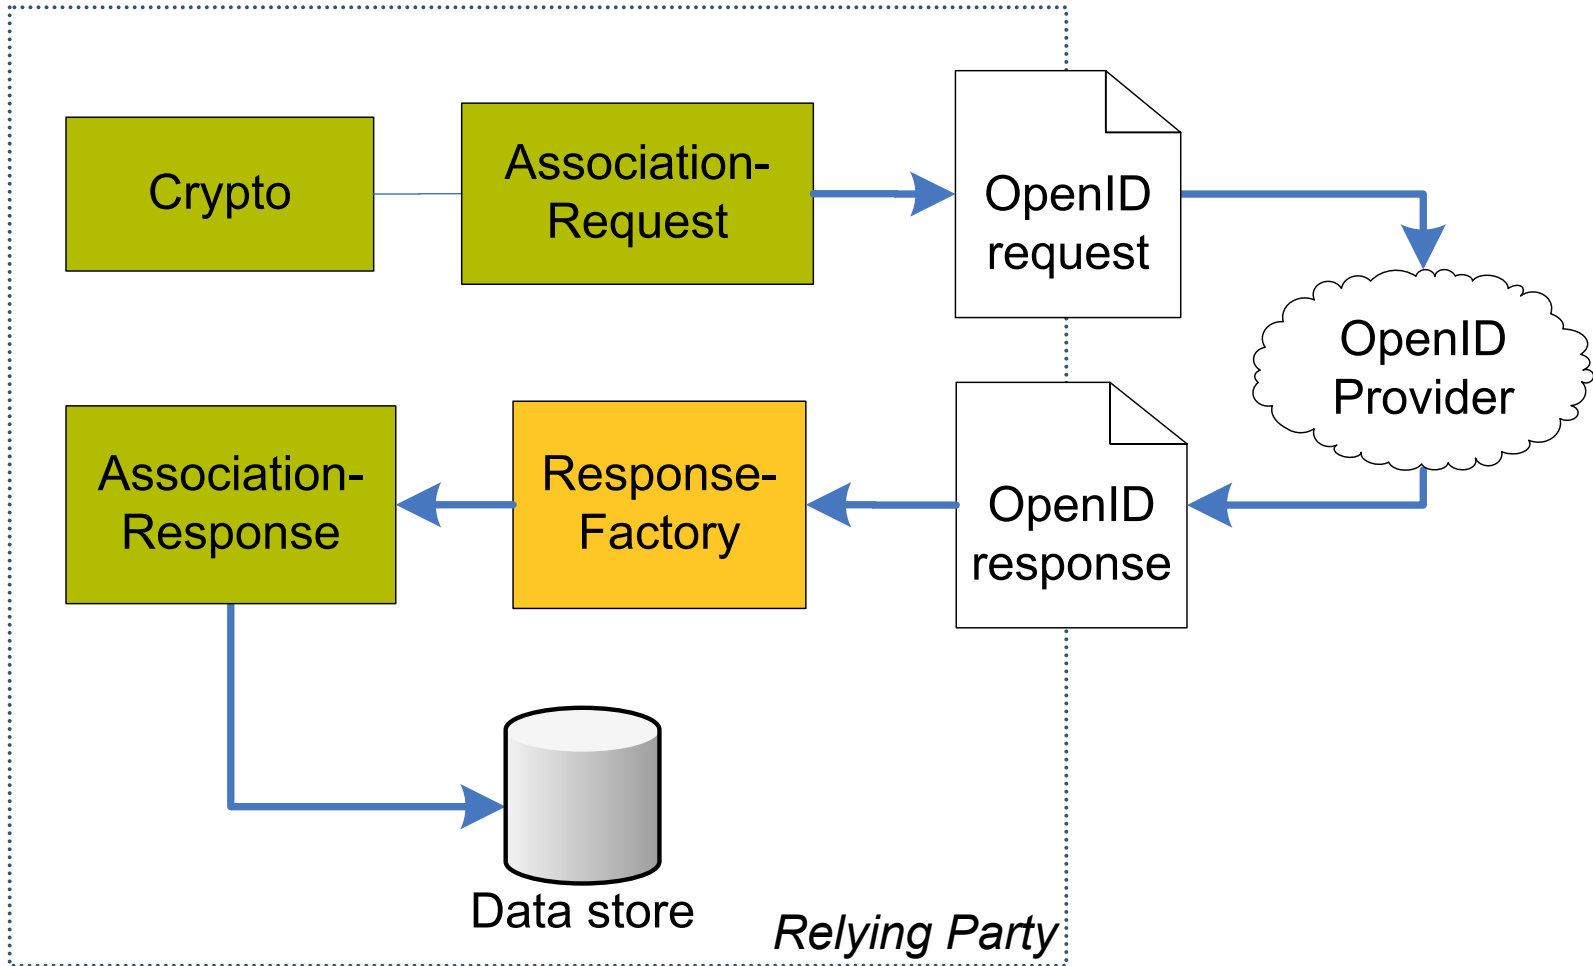 Crypto
Association-
Request
OpenID
request
OpenID
Provider
Association-
Response
Response-
Factory
OpenID
response
Data store
Relying Party